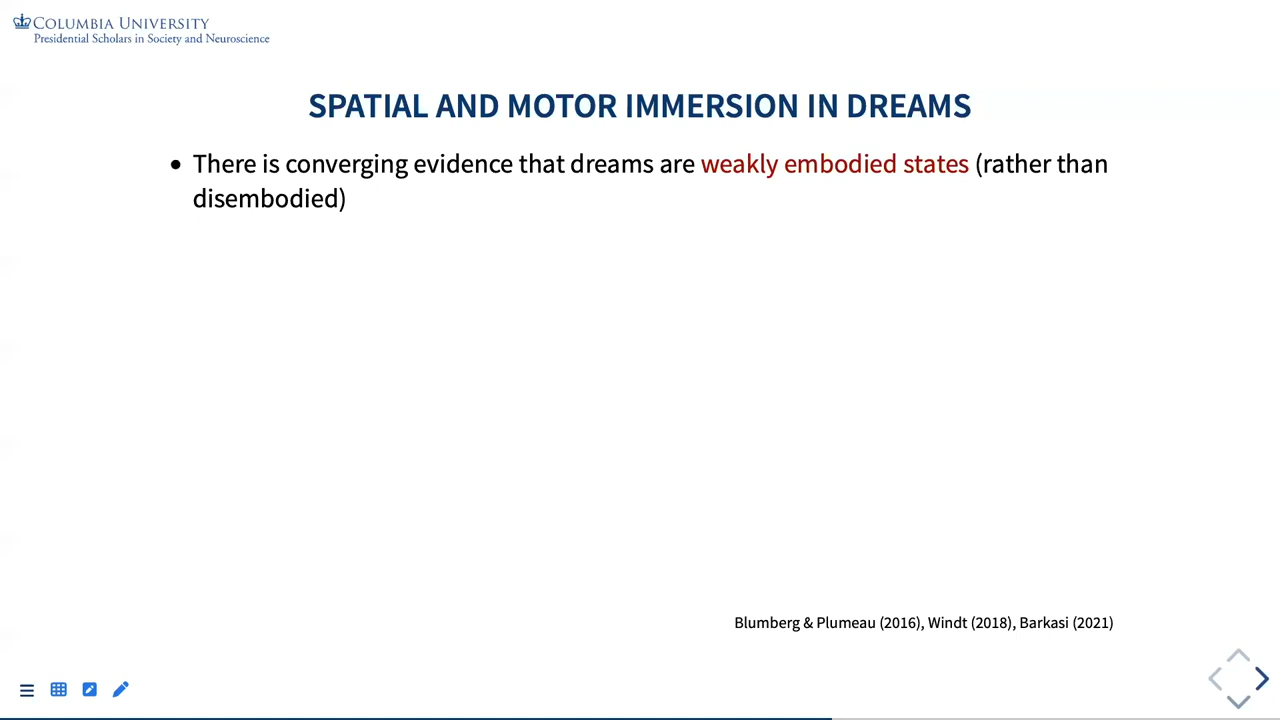 COLUMBIA UNIVERSITY
Presidential Scholars in Society and Neuroscience
SPATIAL AND MOTOR IMMERSION IN DREAMS
• There is converging evidence that dreams are weakly embodied states (rather than
disembodied)
Blumberg & Plumeau (2016), Windt (2018), Barkasi (2021)